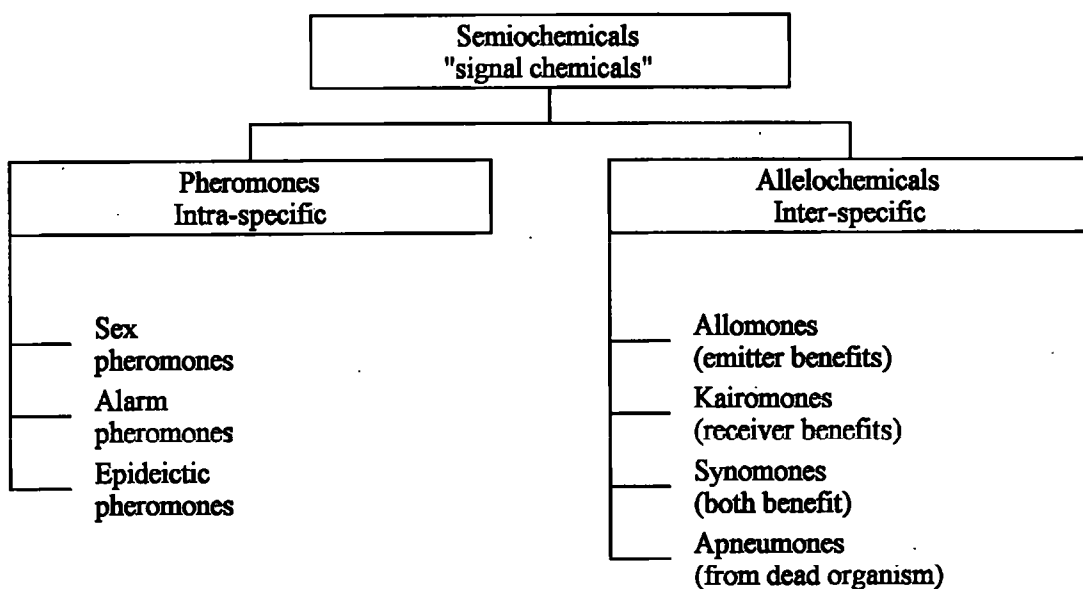 Semiochemicals
"signal chemicals"
Pheromones
Intra-specific
Allelochemicals
Inter-specific
Sex
pheromones
Alarm
pheromones
Epideictic
pheromones
Allomones
(emitter benefits)
Kairomones
(receiver benefits)
Synomones
(both benefit)
Apneumones
(from dead organism)